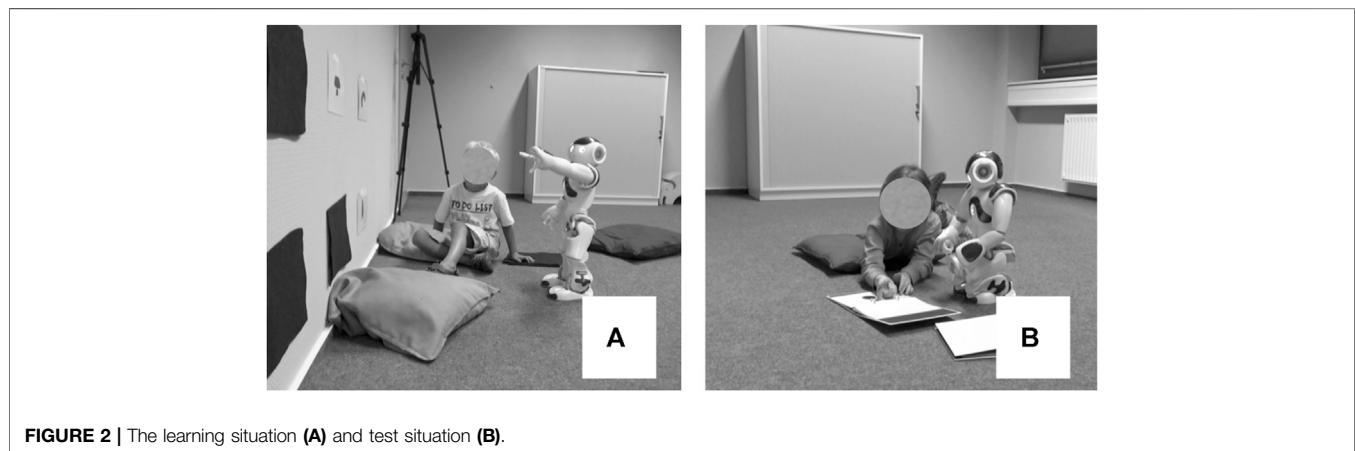 TO DO LIST
A
B
FIGURE 2 | The learning situation (A) and test situation (B).